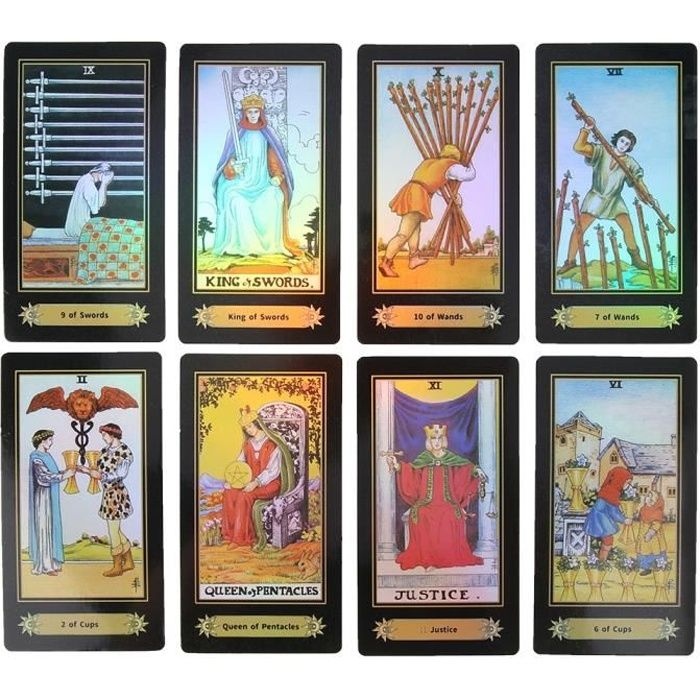 IX
9 of Swords
KING of SWORDS.
King of Swords
X
10 of Wands
VII
7 of Wands
II
2 of Cups
QUEEN of PENTACLES
Queen of Pentacles
XI
JUSTICE.
Justice
VI
6 of Cups